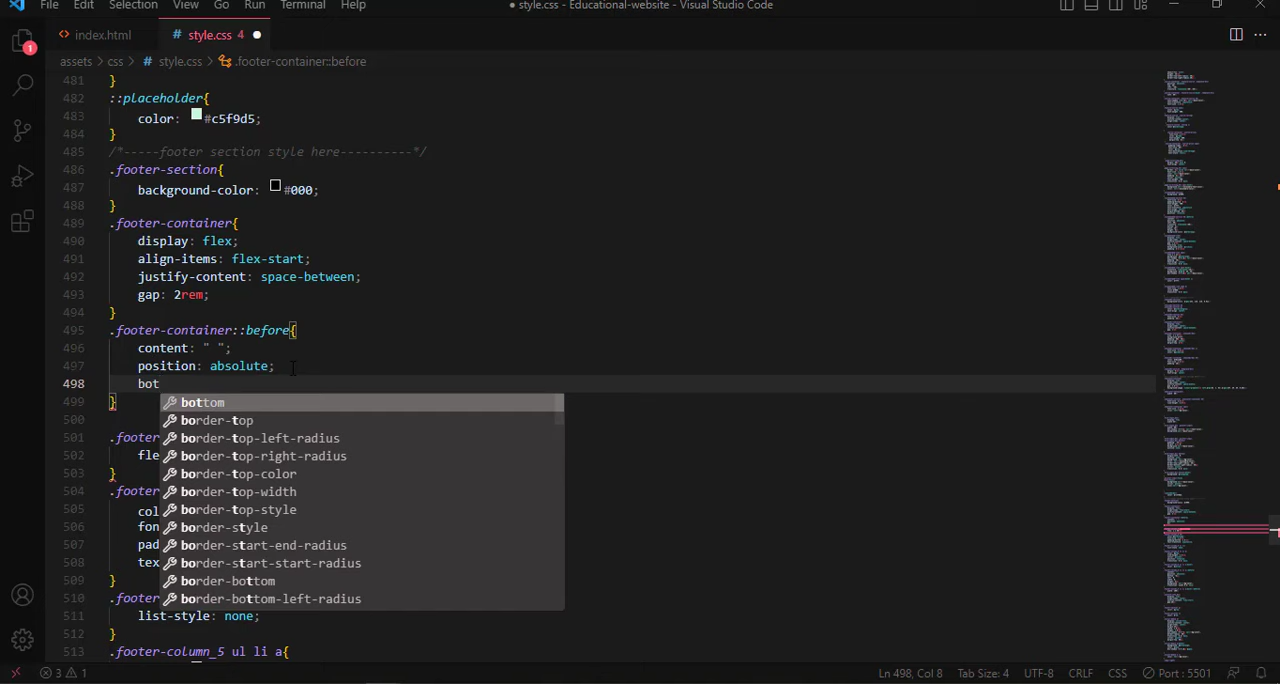 File Edit Selection View Go Run Terminal Help ● style.css - Educational-website - Visual Studio Code
<> index.html # style.css 4 ●
1
assets > css > # style.css > .footer-container::before
481 }
482 ::placeholder{
483 color: #c5f9d5;
484 }
485 /*-----footer section style here----------*/
486 .footer-section{
487 background-color: #000;
488 }
489 .footer-container{
490 display: flex;
491 align-items: flex-start;
492 justify-content: space-between;
493 gap: 2rem;
494 }
495 .footer-container::before{
496 content: " ";
497 position: absolute;
498 bot
499 }
bottom
500
border-top
501 .footer
border-top-left-radius
502 fle
border-top-right-radius
503 }
border-top-color
504 .footer
border-top-width
505 col
border-top-style
506 fon
border-style
507 pad
border-start-end-radius
508 tex
border-start-start-radius
509 }
border-bottom
510 .footer
border-bottom-left-radius
511 list-style: none;
512 }
513 .footer-column_5 ul li a{
3 1 Ln 498, Col 8 Tab Size: 4 UTF-8 CRLF CSS Port : 5501